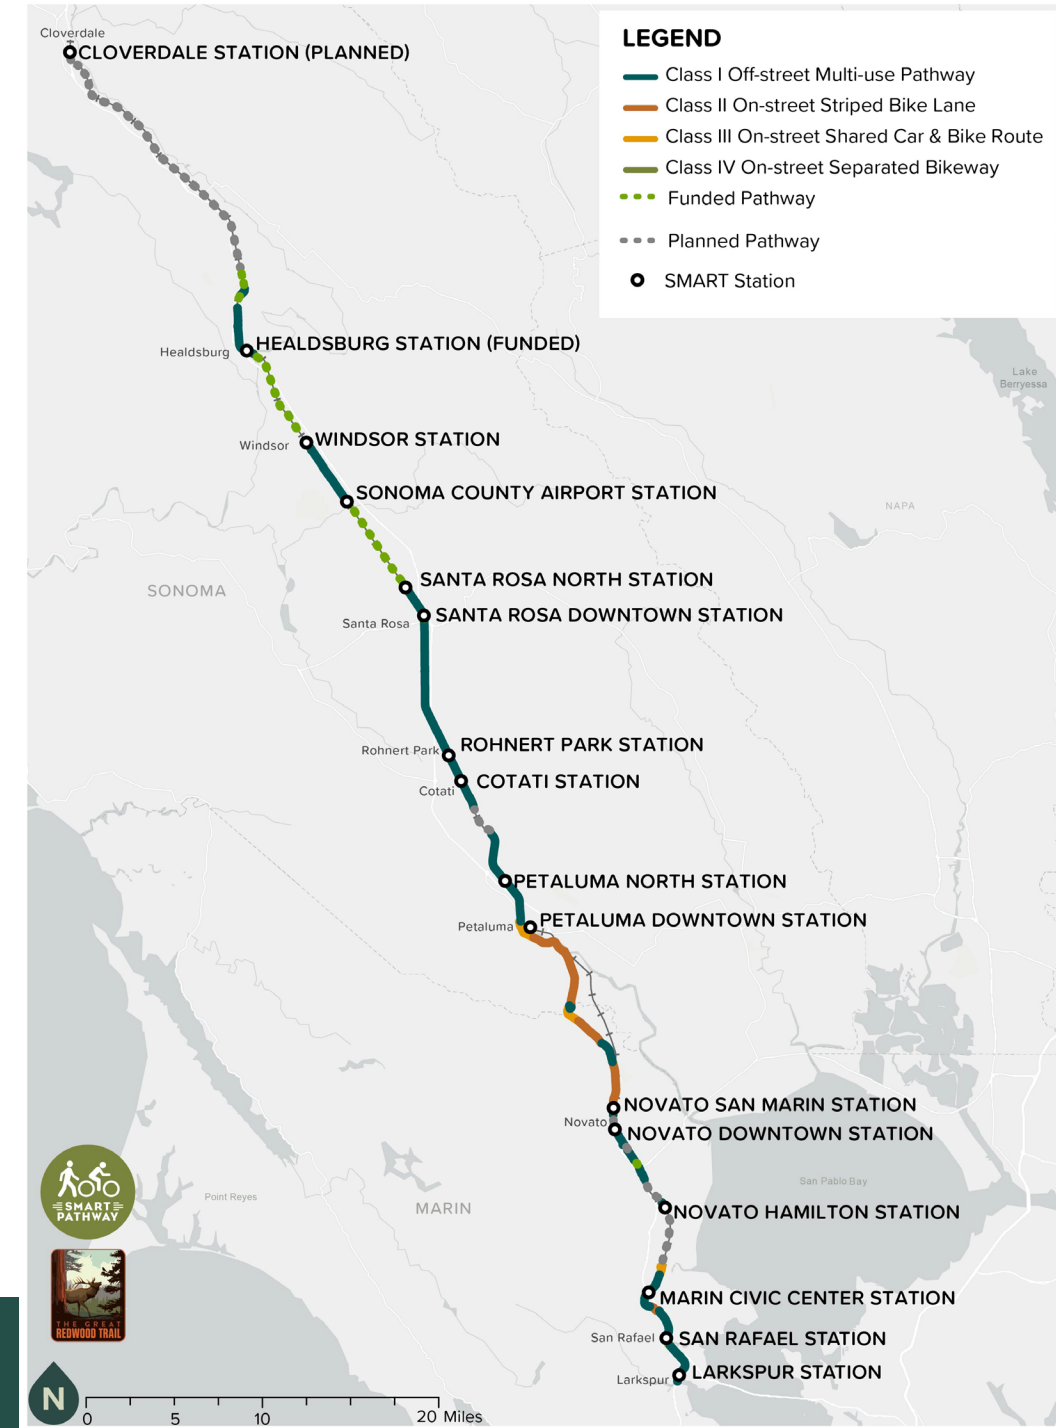 Cloverdale
CLOVERDALE STATION (PLANNED)
LEGEND
Class I Off-street Multi-use Pathway
Class II On-street Striped Bike Lane
Class III On-street Shared Car & Bike Route
Class IV On-street Separated Bikeway
Funded Pathway
Planned Pathway
SMART Station
Healdsburg
HEALDSBURG STATION (FUNDED)
Lake
Berryessa
Windsor
WINDSOR STATION
SONOMA COUNTY AIRPORT STATION
NAPA
SONOMA
SANTA ROSA NORTH STATION
Santa Rosa
SANTA ROSA DOWNTOWN STATION
Rohnert Park
ROHNERT PARK STATION
Cotati
COTATI STATION
PETALUMA NORTH STATION
Petaluma
PETALUMA DOWNTOWN STATION
NOVATO SAN MARIN STATION
Novato
NOVATO DOWNTOWN STATION
San Pablo Bay
SMART
PATHWAY
Point Reyes
MARIN
NOVATO HAMILTON STATION
MARIN CIVIC CENTER STATION
THE GREAT
REDWOOD TRAIL
San Rafael
SAN RAFAEL STATION
Larkspur
LARKSPUR STATION
N
0 5 10 20 Miles